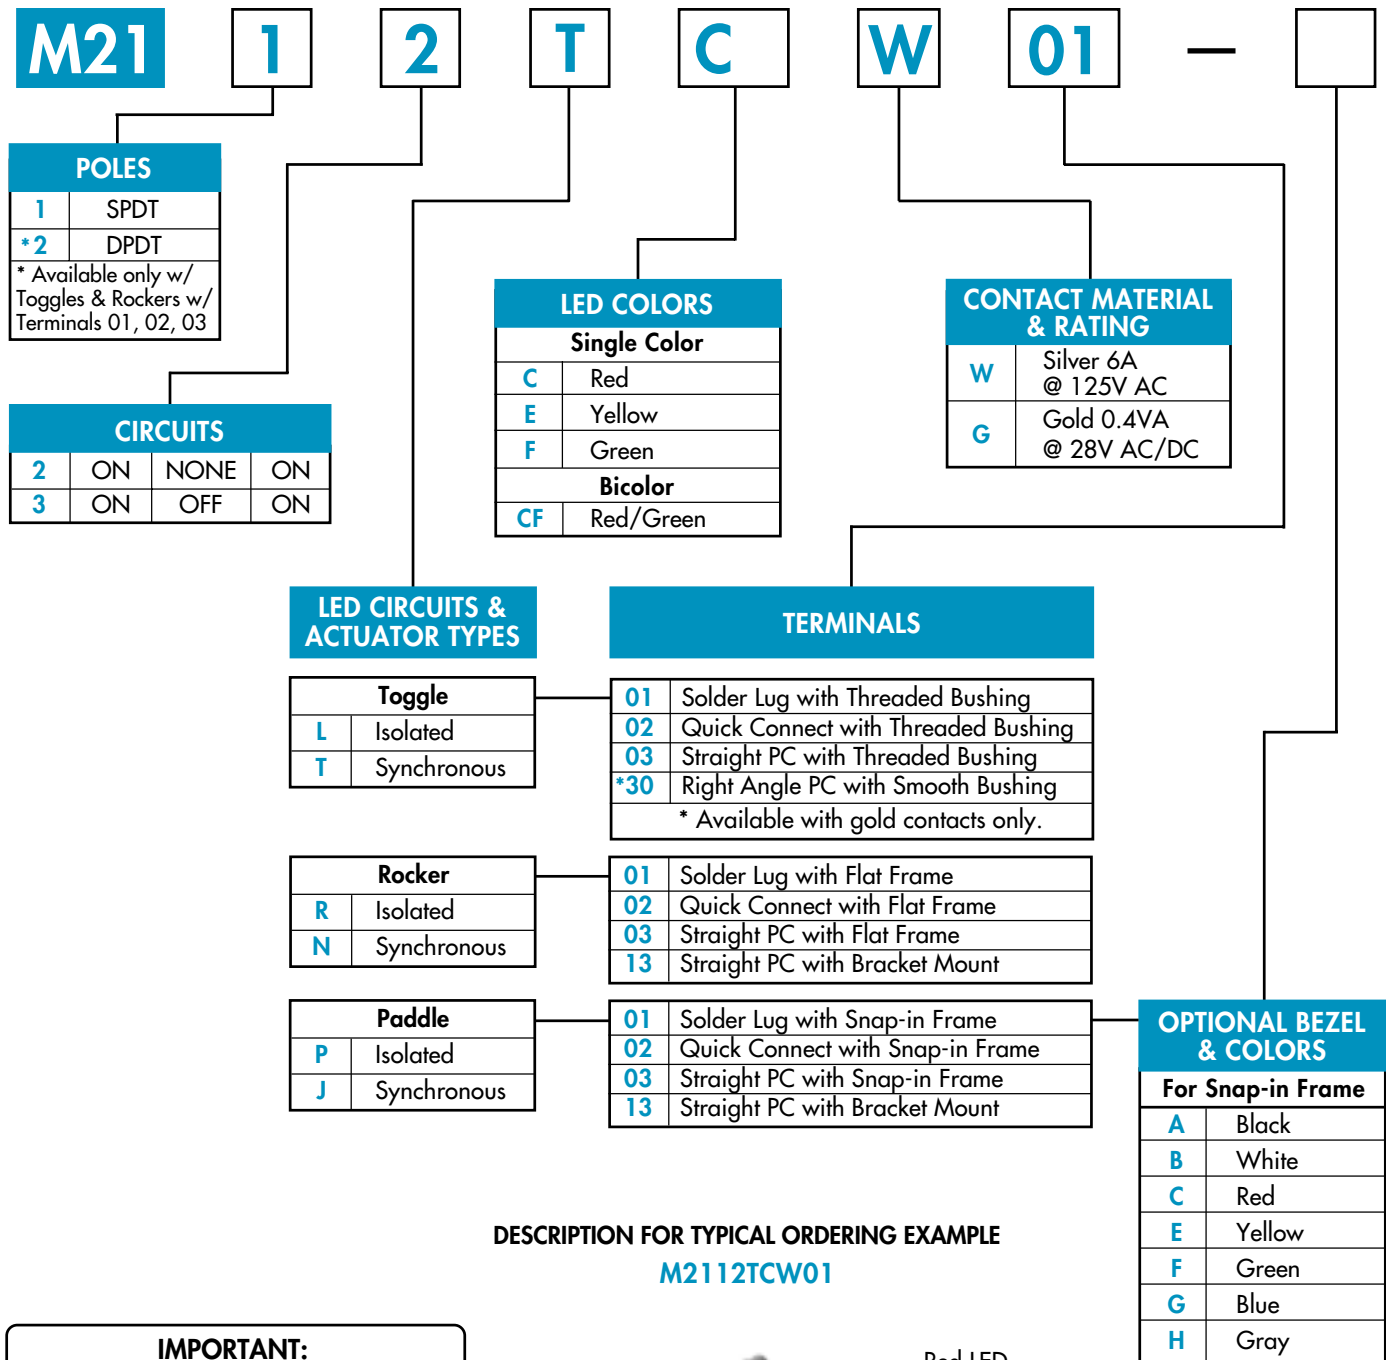 M21 1 2 T C W 01 —
POLES
1 SPDT
*2 DPDT
* Available only w/
Toggles & Rockers w/
Terminals 01, 02, 03
CIRCUITS
2 ON NONE ON
3 ON OFF ON
LED COLORS
Single Color
C Red
E Yellow
F Green
Bicolor
CF Red/Green
CONTACT MATERIAL
& RATING
W Silver 6A
@ 125V AC
G Gold 0.4VA
@ 28V AC/DC
LED CIRCUITS &
ACTUATOR TYPES
TERMINALS
Toggle
L Isolated
T Synchronous
01 Solder Lug with Threaded Bushing
02 Quick Connect with Threaded Bushing
03 Straight PC with Threaded Bushing
*30 Right Angle PC with Smooth Bushing
* Available with gold contacts only.
Rocker
R Isolated
N Synchronous
01 Solder Lug with Flat Frame
02 Quick Connect with Flat Frame
03 Straight PC with Flat Frame
13 Straight PC with Bracket Mount
Paddle
P Isolated
J Synchronous
01 Solder Lug with Snap-in Frame
02 Quick Connect with Snap-in Frame
03 Straight PC with Snap-in Frame
13 Straight PC with Bracket Mount
OPTIONAL BEZEL
& COLORS
For Snap-in Frame
A Black
B White
C Red
E Yellow
F Green
G Blue
H Gray
DESCRIPTION FOR TYPICAL ORDERING EXAMPLE
M2112TCW01
IMPORTANT:
Red LED